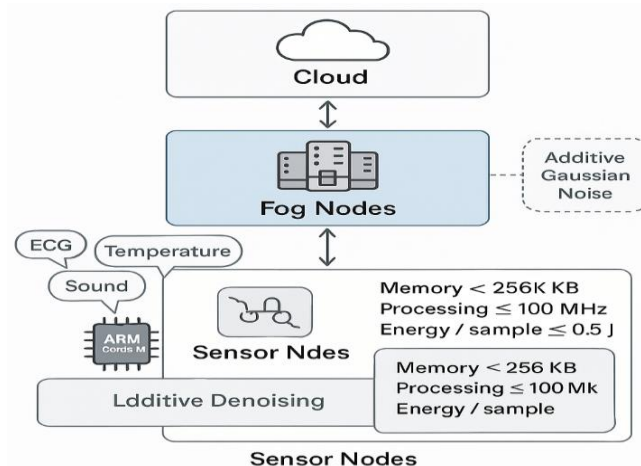 Cloud
Fog Nodes
Additive
Gaussian
Noise
ECG
Temperature
Sound
ARM
Cords M
Sensor Ndes
Memory < 256K KB
Processing ≤ 100 MHz
Energy / sample ≤ 0.5 J
Memory < 256 KB
Processing ≤ 100 Mk
Energy / sample
Ldditive Denoising
Sensor Nodes